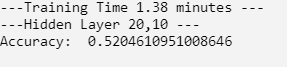 ---Training Time 1.38 minutes ---
---Hidden Layer 20,10 ---
Accuracy:  0.5204610951008646